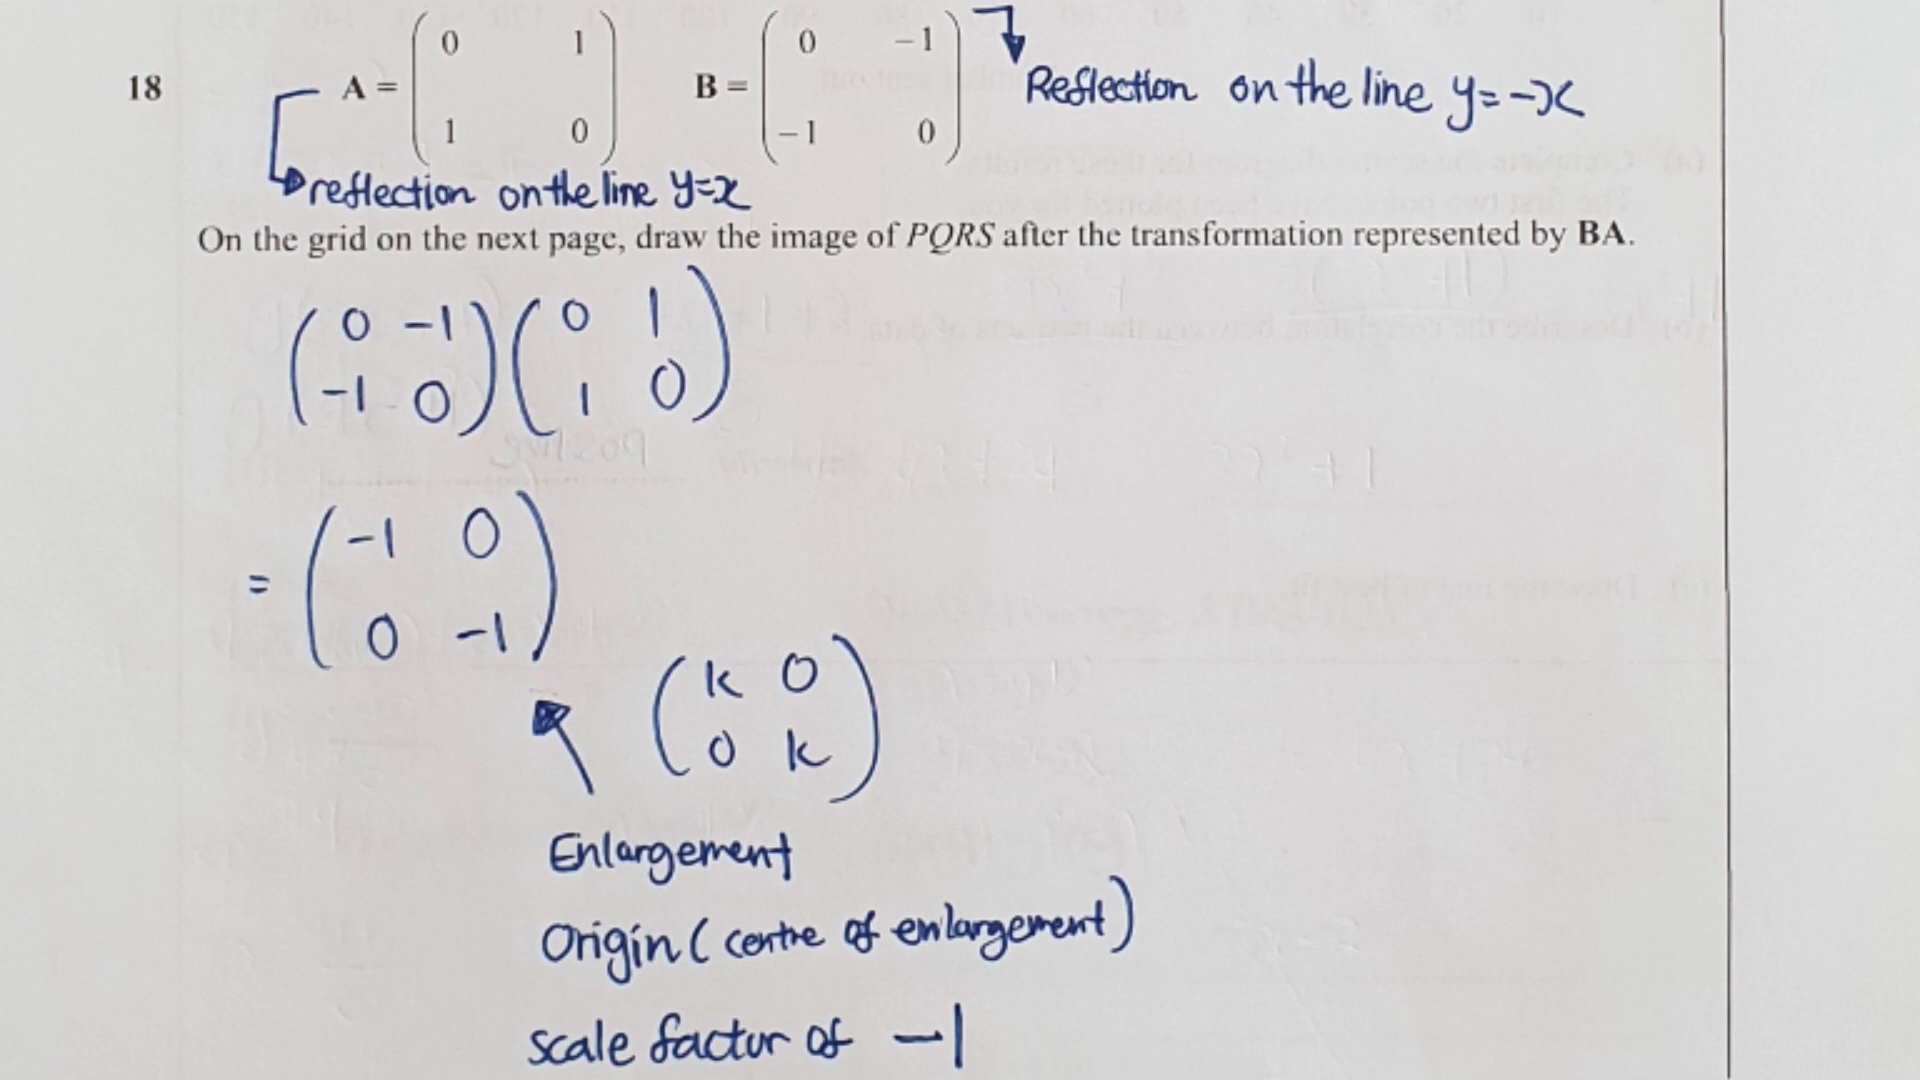 18 A = ( 0 1 1 0 ) B = ( 0 -1 -1 0 ) Reflection on the line y=-x
reflection on the line y=x
On the grid on the next page, draw the image of PQRS after the transformation represented by BA.
( 0 -1 -1 0 ) ( 0 1 1 0 )
= ( -1 0 0 -1 )
( k 0 0 k )
Enlargement
Origin (centre of enlargement)
scale factor of -1